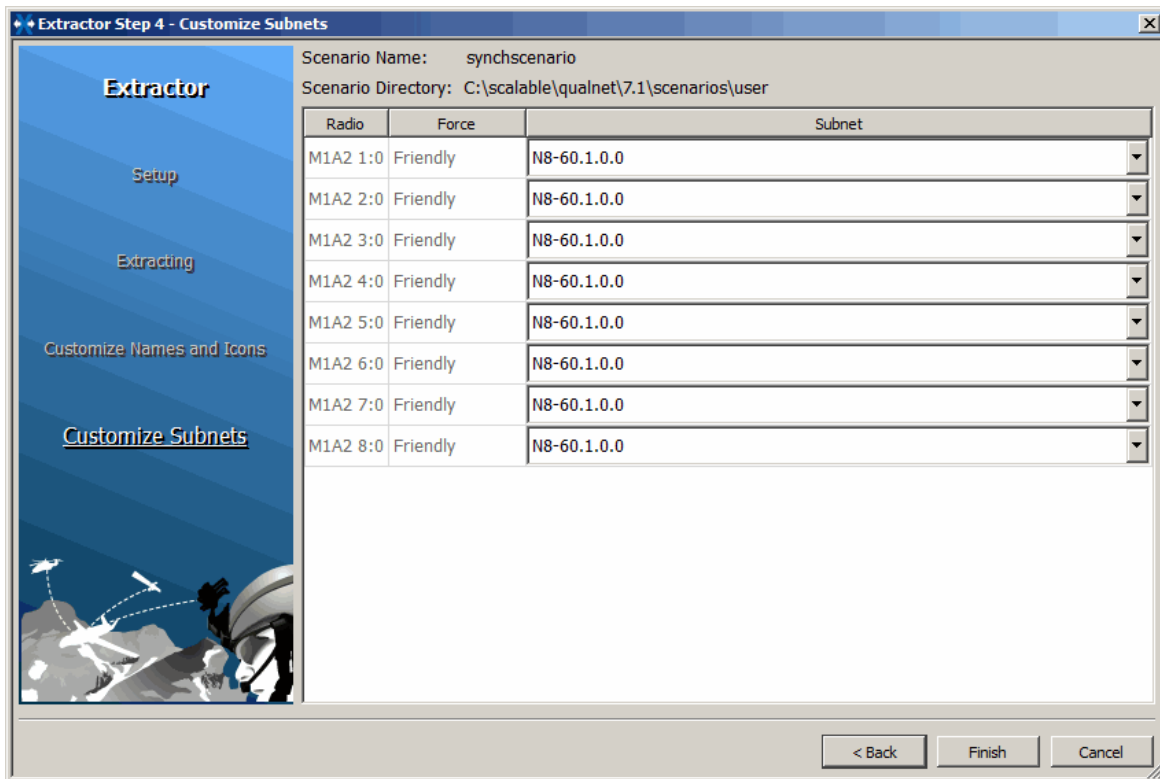 Extractor Step 4 - Customize Subnets
Extractor
Setup
Extracting
Customize Names and Icons
Customize Subnets
Scenario Name: synchscenario
Scenario Directory: C:\scalable\qualnet\7.1\scenarios\user
Radio Force Subnet
M1A2 1:0 Friendly N8-60.1.0.0
M1A2 2:0 Friendly N8-60.1.0.0
M1A2 3:0 Friendly N8-60.1.0.0
M1A2 4:0 Friendly N8-60.1.0.0
M1A2 5:0 Friendly N8-60.1.0.0
M1A2 6:0 Friendly N8-60.1.0.0
M1A2 7:0 Friendly N8-60.1.0.0
M1A2 8:0 Friendly N8-60.1.0.0
< Back Finish Cancel